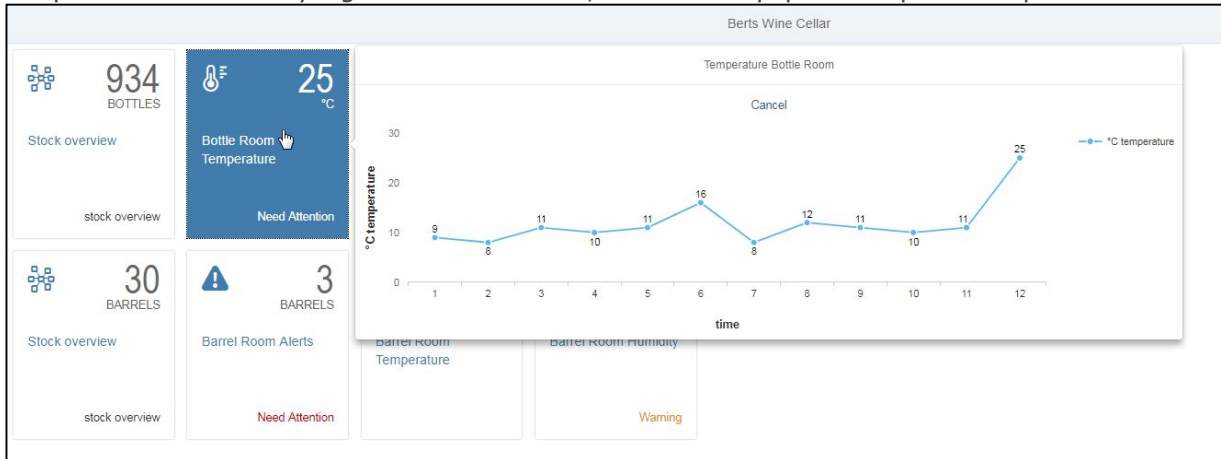 Berts Wine Cellar
934
BOTTLES
Stock overview
stock overview
25
°C
Bottle Room
Temperature
Need Attention
Temperature Bottle Room
Cancel
°C temperature
30
20
10
0
9
8
11
10
11
16
8
12
11
10
11
25
1 2 3 4 5 6 7 8 9 10 11 12
time
°C temperature
30
BARRELS
Stock overview
stock overview
3
BARRELS
Barrel Room Alerts
Need Attention
Barrel Room
Temperature
Barrel Room Humidity
Warning